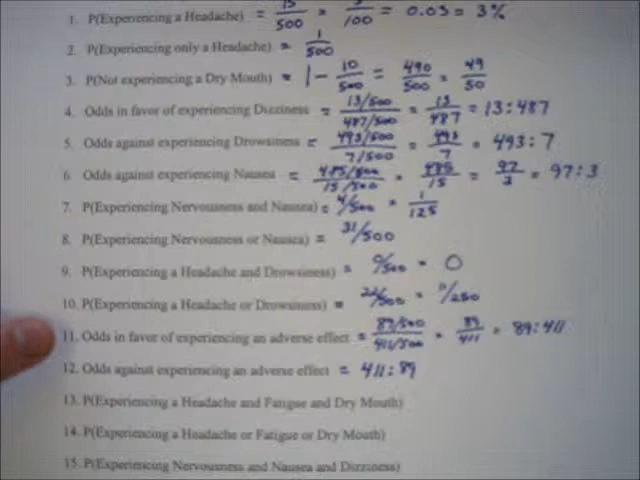 1. P(Experiencing a Headache) = 15/500 = 3/100 = 0.03 = 3%
2. P(Experiencing only a Headache) = 1/500
3. P(Not experiencing a Dry Mouth) = 1 - 10/500 = 490/500 = 49/50
4. Odds in favor of experiencing Dizziness = 13/500 / 487/500 = 13/487 = 13:487
5. Odds against experiencing Drowsiness = 493/500 / 7/500 = 493/7 = 493:7
6. Odds against experiencing Nausea = 485/500 / 15/500 = 485/15 = 97/3 = 97:3
7. P(Experiencing Nervousness and Nausea) = 4/500 = 1/125
8. P(Experiencing Nervousness or Nausea) = 31/500
9. P(Experiencing a Headache and Drowsiness) = 0/500 = 0
10. P(Experiencing a Headache or Drowsiness) = 22/500 = 11/250
11. Odds in favor of experiencing an adverse effect = 89/500 / 411/500 = 89/411 = 89:411
12. Odds against experiencing an adverse effect = 411:89
13. P(Experiencing a Headache and Fatigue and Dry Mouth)
14. P(Experiencing a Headache or Fatigue or Dry Mouth)
15. P(Experiencing Nervousness and Nausea and Dizziness)